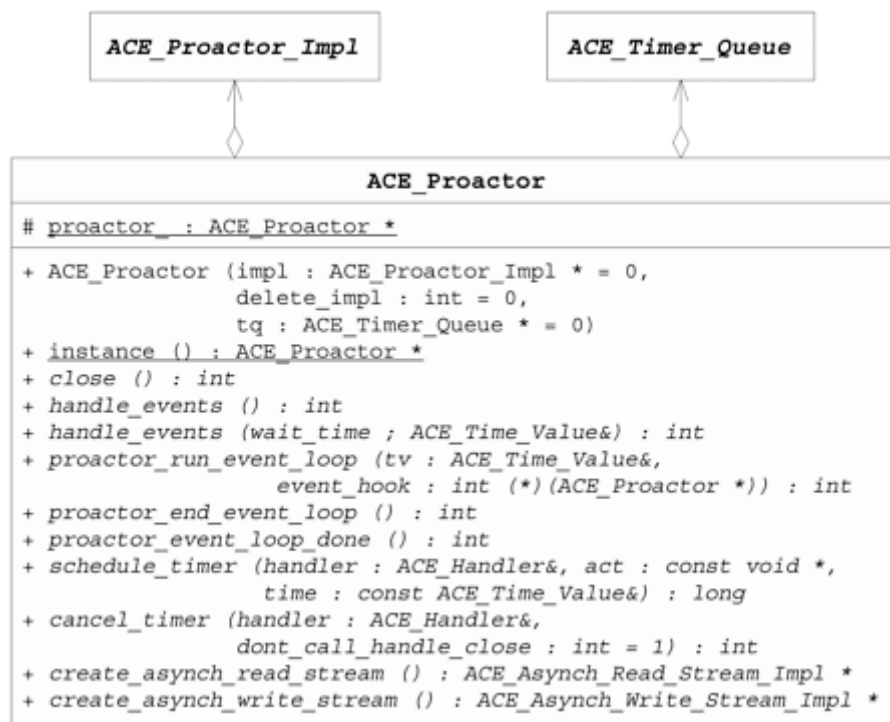 ACE_Proactor_Impl
ACE_Timer_Queue
ACE_Proactor
# proactor_ : ACE_Proactor *
+ ACE_Proactor (impl : ACE_Proactor_Impl * = 0,
delete_impl : int = 0,
tq : ACE_Timer_Queue * = 0)
+ instance () : ACE_Proactor *
+ close () : int
+ handle_events () : int
+ handle_events (wait_time ; ACE_Time_Value&) : int
+ proactor_run_event_loop (tv : ACE_Time_Value&,
event_hook : int (*)(ACE_Proactor *)) : int
+ proactor_end_event_loop () : int
+ proactor_event_loop_done () : int
+ schedule_timer (handler : ACE_Handler&, act : const void *,
time : const ACE_Time_Value&) : long
+ cancel_timer (handler : ACE_Handler&,
dont_call_handle_close : int = 1) : int
+ create_asynch_read_stream () : ACE_Asynch_Read_Stream_Impl *
+ create_asynch_write_stream () : ACE_Asynch_Write_Stream_Impl *